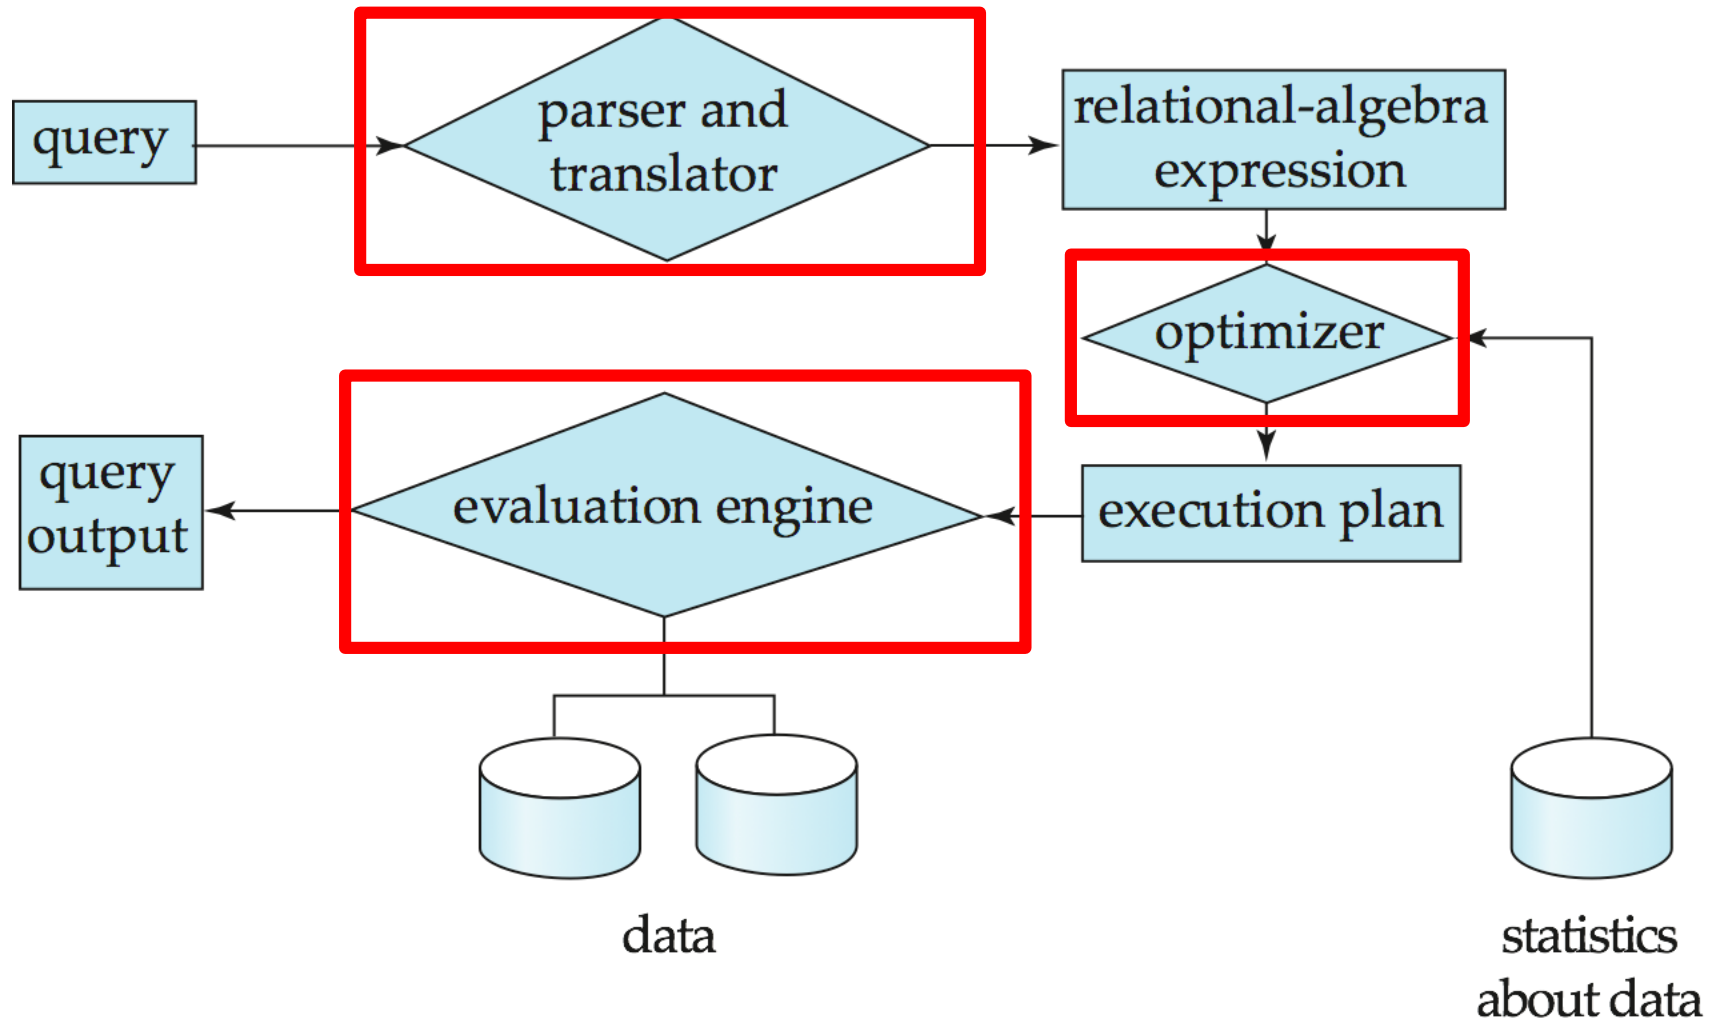 query
parser and
translator
relational-algebra
expression
optimizer
query
output
evaluation engine
execution plan
data
statistics
about data